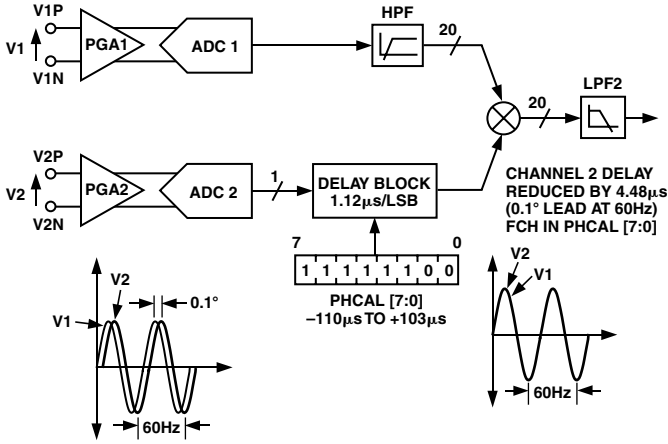 V1P
V1
V1N
PGA1
ADC 1
HPF
20
20
LPF2
V2P
V2
V2N
PGA2
ADC 2
1
DELAY BLOCK
1.12μs/LSB
CHANNEL 2 DELAY
REDUCED BY 4.48μs
(0.1° LEAD AT 60Hz)
FCH IN PHCAL [7:0]
7
0
1 1 1 1 1 1 0 0
PHCAL [7:0]
–110μs TO +103μs
V2
V1
0.1°
60Hz
V2
V1
60Hz